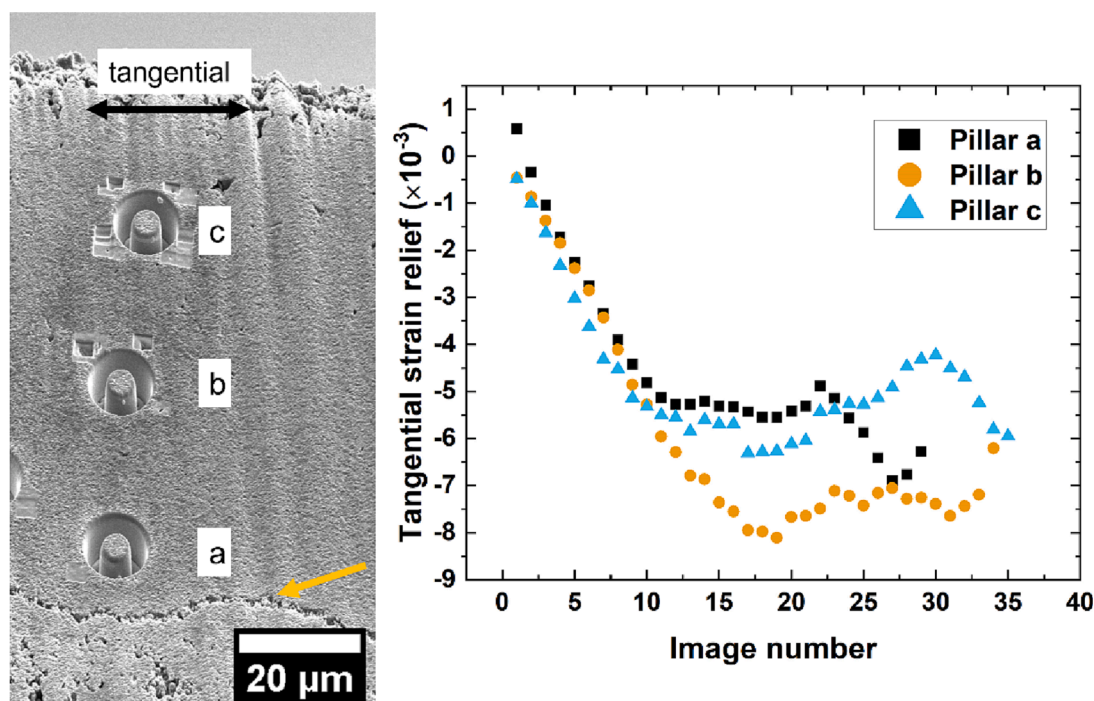 tangential
c
b
a
20 µm
Tangential strain relief (×10⁻³)
1
0
-1
-2
-3
-4
-5
-6
-7
-8
-9
Pillar a
Pillar b
Pillar c
0 5 10 15 20 25 30 35 40
Image number